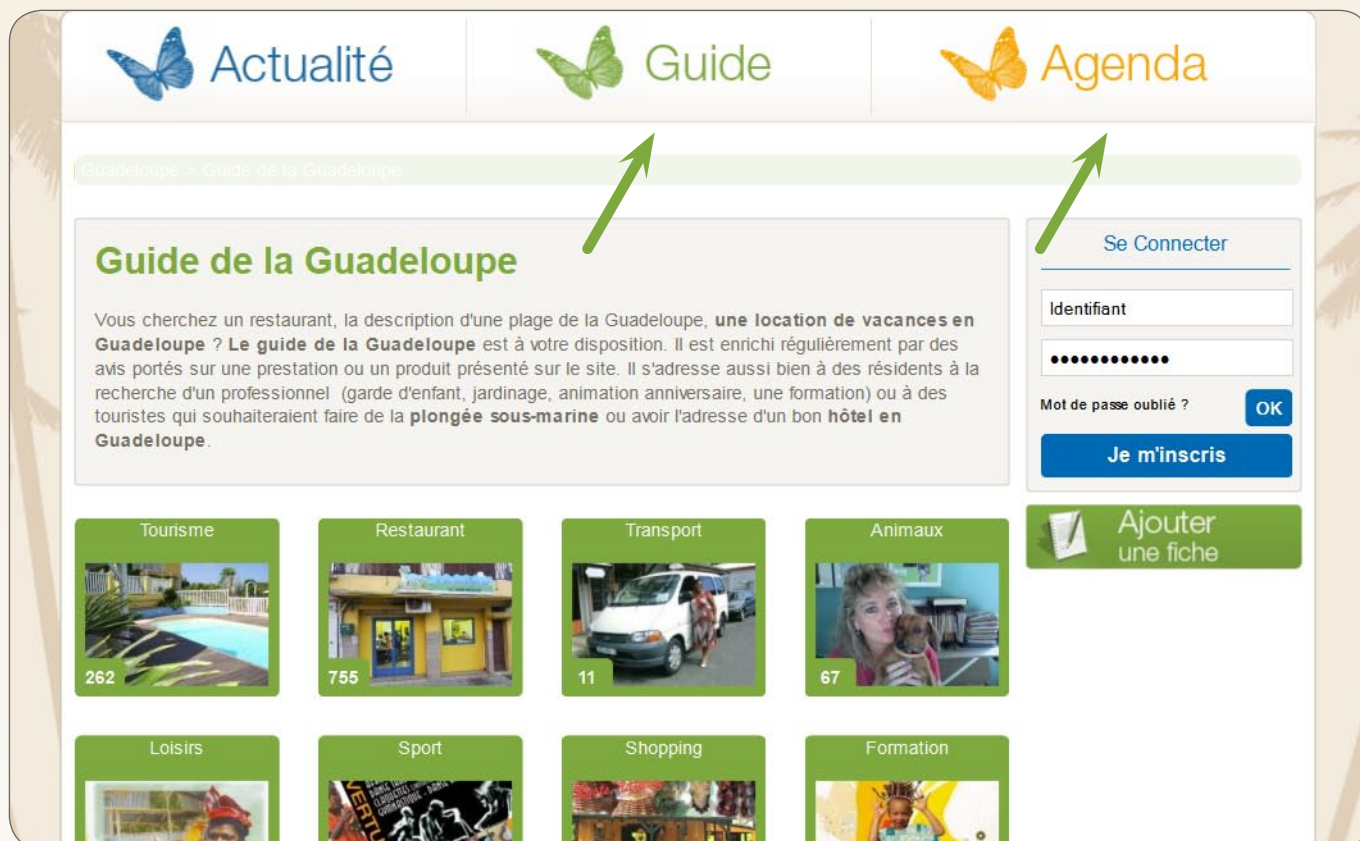 Actualité
Guide
Agenda
Guadeloupe > Guide de la Guadeloupe
Guide de la Guadeloupe
Vous cherchez un restaurant, la description d'une plage de la Guadeloupe, une location de vacances en
Guadeloupe ? Le guide de la Guadeloupe est à votre disposition. Il est enrichi régulièrement par des
avis portés sur une prestation ou un produit présenté sur le site. Il s'adresse aussi bien à des résidents à la
recherche d'un professionnel (garde d'enfant, jardinage, animation anniversaire, une formation) ou à des
touristes qui souhaiteraient faire de la plongée sous-marine ou avoir l'adresse d'un bon hôtel en
Guadeloupe.
Se Connecter
Identifiant
••••••••••••
Mot de passe oublié ?
OK
Je m'inscris
Ajouter
une fiche
Tourisme
Restaurant
Transport
Animaux
262
755
11
67
Loisirs
Sport
Shopping
Formation